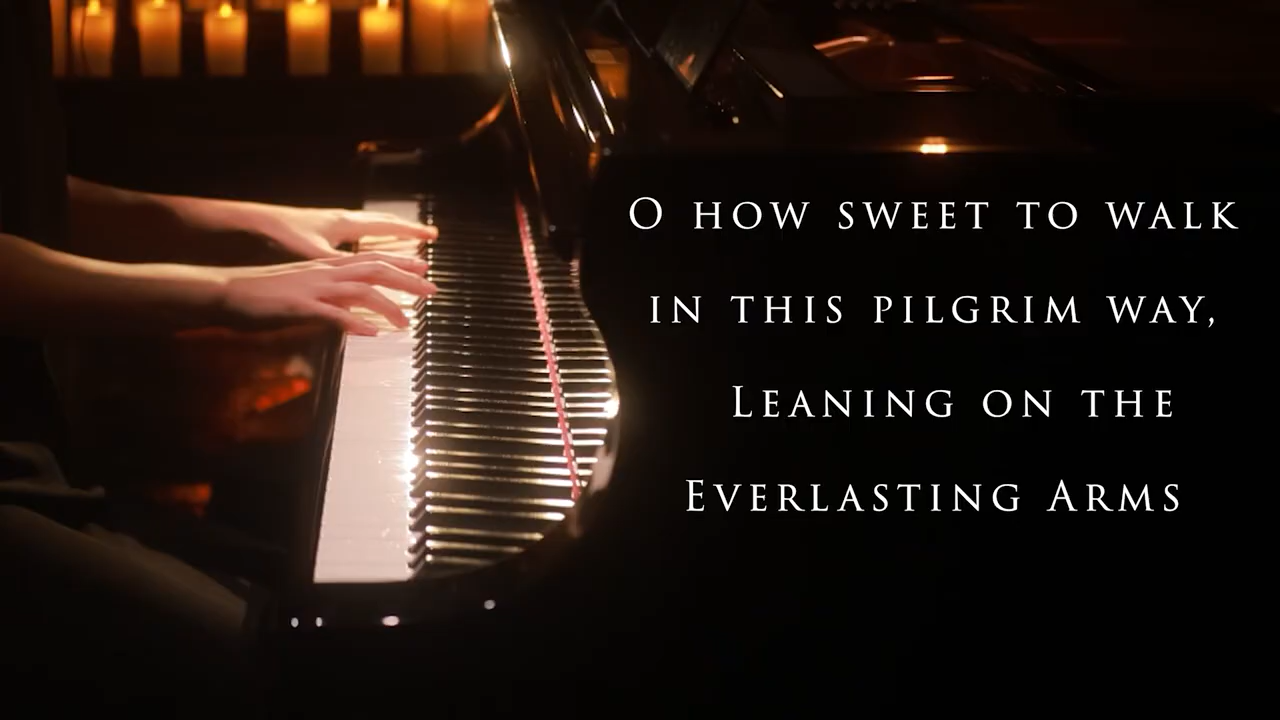 O how sweet to walk
in this pilgrim way,
Leaning on the
Everlasting Arms